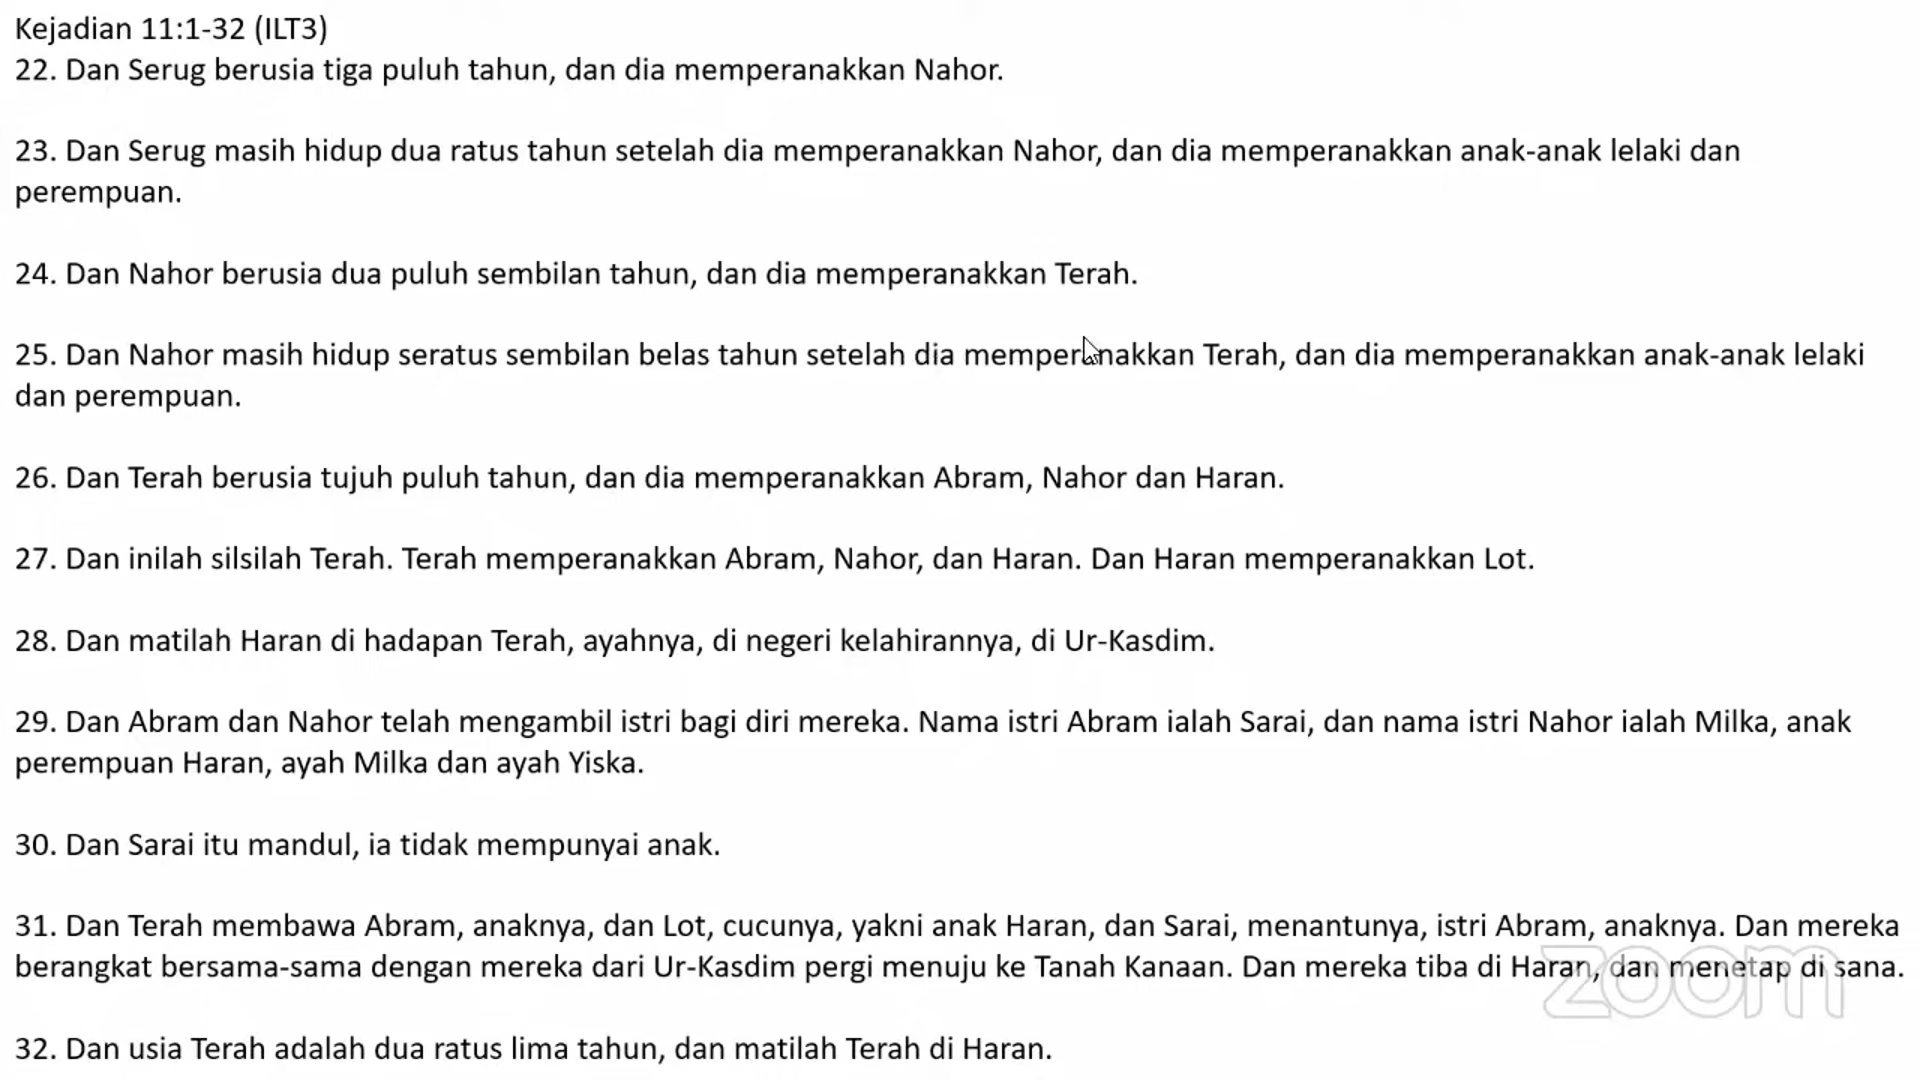 Kejadian 11:1-32 (ILT3)
22. Dan Serug berusia tiga puluh tahun, dan dia memperanakkan Nahor.
23. Dan Serug masih hidup dua ratus tahun setelah dia memperanakkan Nahor, dan dia memperanakkan anak-anak lelaki dan
perempuan.
24. Dan Nahor berusia dua puluh sembilan tahun, dan dia memperanakkan Terah.
25. Dan Nahor masih hidup seratus sembilan belas tahun setelah dia memperanakkan Terah, dan dia memperanakkan anak-anak lelaki
dan perempuan.
26. Dan Terah berusia tujuh puluh tahun, dan dia memperanakkan Abram, Nahor dan Haran.
27. Dan inilah silsilah Terah. Terah memperanakkan Abram, Nahor, dan Haran. Dan Haran memperanakkan Lot.
28. Dan matilah Haran di hadapan Terah, ayahnya, di negeri kelahirannya, di Ur-Kasdim.
29. Dan Abram dan Nahor telah mengambil istri bagi diri mereka. Nama istri Abram ialah Sarai, dan nama istri Nahor ialah Milka, anak
perempuan Haran, ayah Milka dan ayah Yiska.
30. Dan Sarai itu mandul, ia tidak mempunyai anak.
31. Dan Terah membawa Abram, anaknya, dan Lot, cucunya, yakni anak Haran, dan Sarai, menantunya, istri Abram, anaknya. Dan mereka
berangkat bersama-sama dengan mereka dari Ur-Kasdim pergi menuju ke Tanah Kanaan. Dan mereka tiba di Haran, dan menetap di sana.
zoom
32. Dan usia Terah adalah dua ratus lima tahun, dan matilah Terah di Haran.